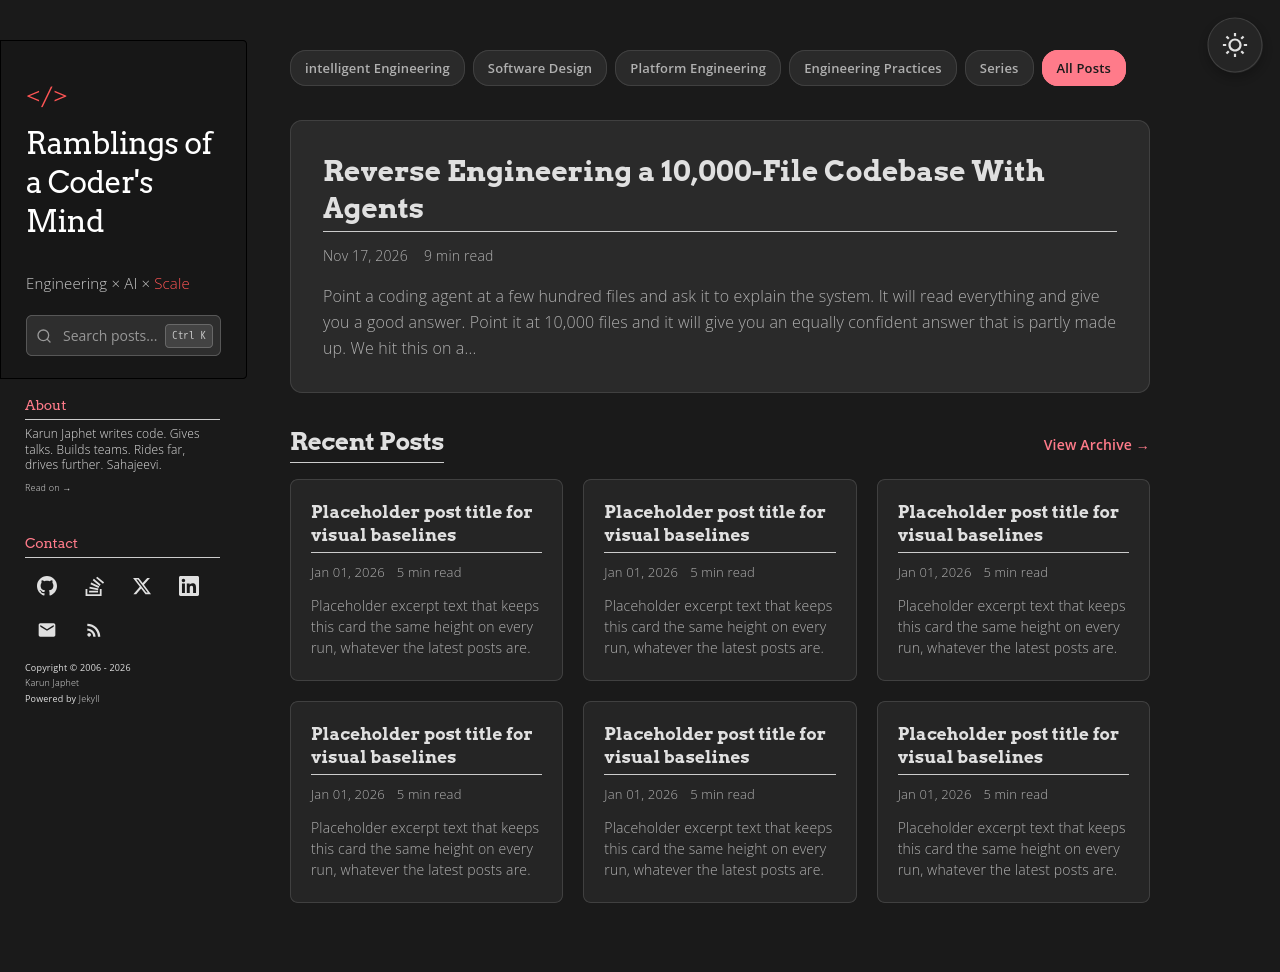 </>
Ramblings of
a Coder's
Mind
Engineering × AI × Scale
Search posts... Ctrl K
About
Karun Japhet writes code. Gives
talks. Builds teams. Rides far,
drives further. Sahajeevi.
Read on →
Contact
Copyright © 2006 - 2026
Karun Japhet
Powered by Jekyll
intelligent Engineering Software Design Platform Engineering Engineering Practices Series All Posts
Reverse Engineering a 10,000-File Codebase With
Agents
Nov 17, 2026 9 min read
Point a coding agent at a few hundred files and ask it to explain the system. It will read everything and give
you a good answer. Point it at 10,000 files and it will give you an equally confident answer that is partly made
up. We hit this on a...
Recent Posts
View Archive →
Placeholder post title for
visual baselines
Jan 01, 2026 5 min read
Placeholder excerpt text that keeps
this card the same height on every
run, whatever the latest posts are.
Placeholder post title for
visual baselines
Jan 01, 2026 5 min read
Placeholder excerpt text that keeps
this card the same height on every
run, whatever the latest posts are.
Placeholder post title for
visual baselines
Jan 01, 2026 5 min read
Placeholder excerpt text that keeps
this card the same height on every
run, whatever the latest posts are.
Placeholder post title for
visual baselines
Jan 01, 2026 5 min read
Placeholder excerpt text that keeps
this card the same height on every
run, whatever the latest posts are.
Placeholder post title for
visual baselines
Jan 01, 2026 5 min read
Placeholder excerpt text that keeps
this card the same height on every
run, whatever the latest posts are.
Placeholder post title for
visual baselines
Jan 01, 2026 5 min read
Placeholder excerpt text that keeps
this card the same height on every
run, whatever the latest posts are.